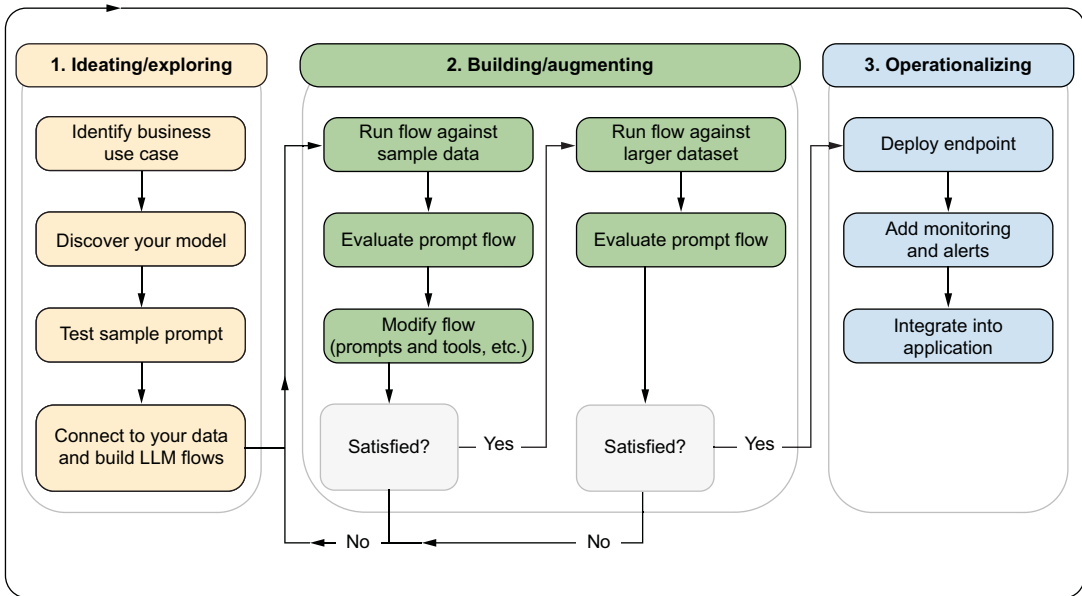 1. Ideating/exploring
Identify business
use case
Discover your model
Test sample prompt
Connect to your data
and build LLM flows
2. Building/augmenting
Run flow against
sample data
Evaluate prompt flow
Modify flow
(prompts and tools, etc.)
Satisfied?
Yes
No
Run flow against
larger dataset
Evaluate prompt flow
Satisfied?
Yes
No
3. Operationalizing
Deploy endpoint
Add monitoring
and alerts
Integrate into
application